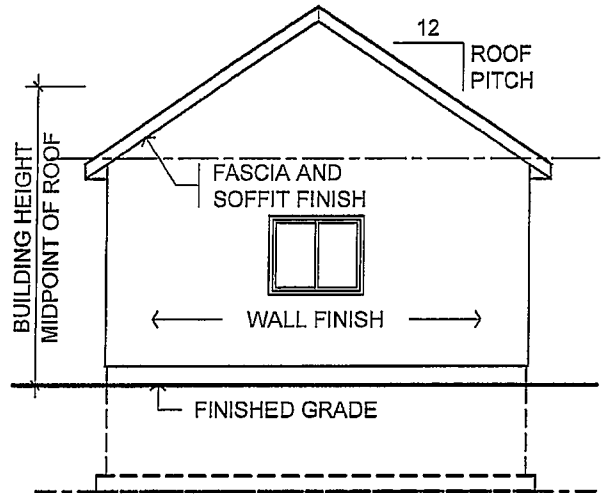 12
ROOF
PITCH
FASCIA AND
SOFFIT FINISH
BUILDING HEIGHT
MIDPOINT OF ROOF
WALL FINISH
FINISHED GRADE